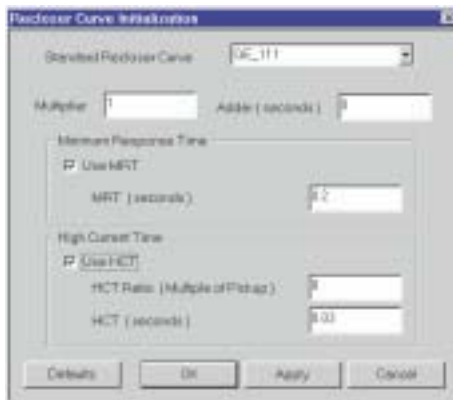 Recloser Curve Initialization
Standard Recloser Curve
Multiplier 1 Adder (seconds)
Minimum Response Time
Use MRT
MRT (seconds) 0.2
High Current Time
Use HCT
HCT Ratio (Multiple of Pickup)
HCT (seconds)
Defaults OK Apply Cancel